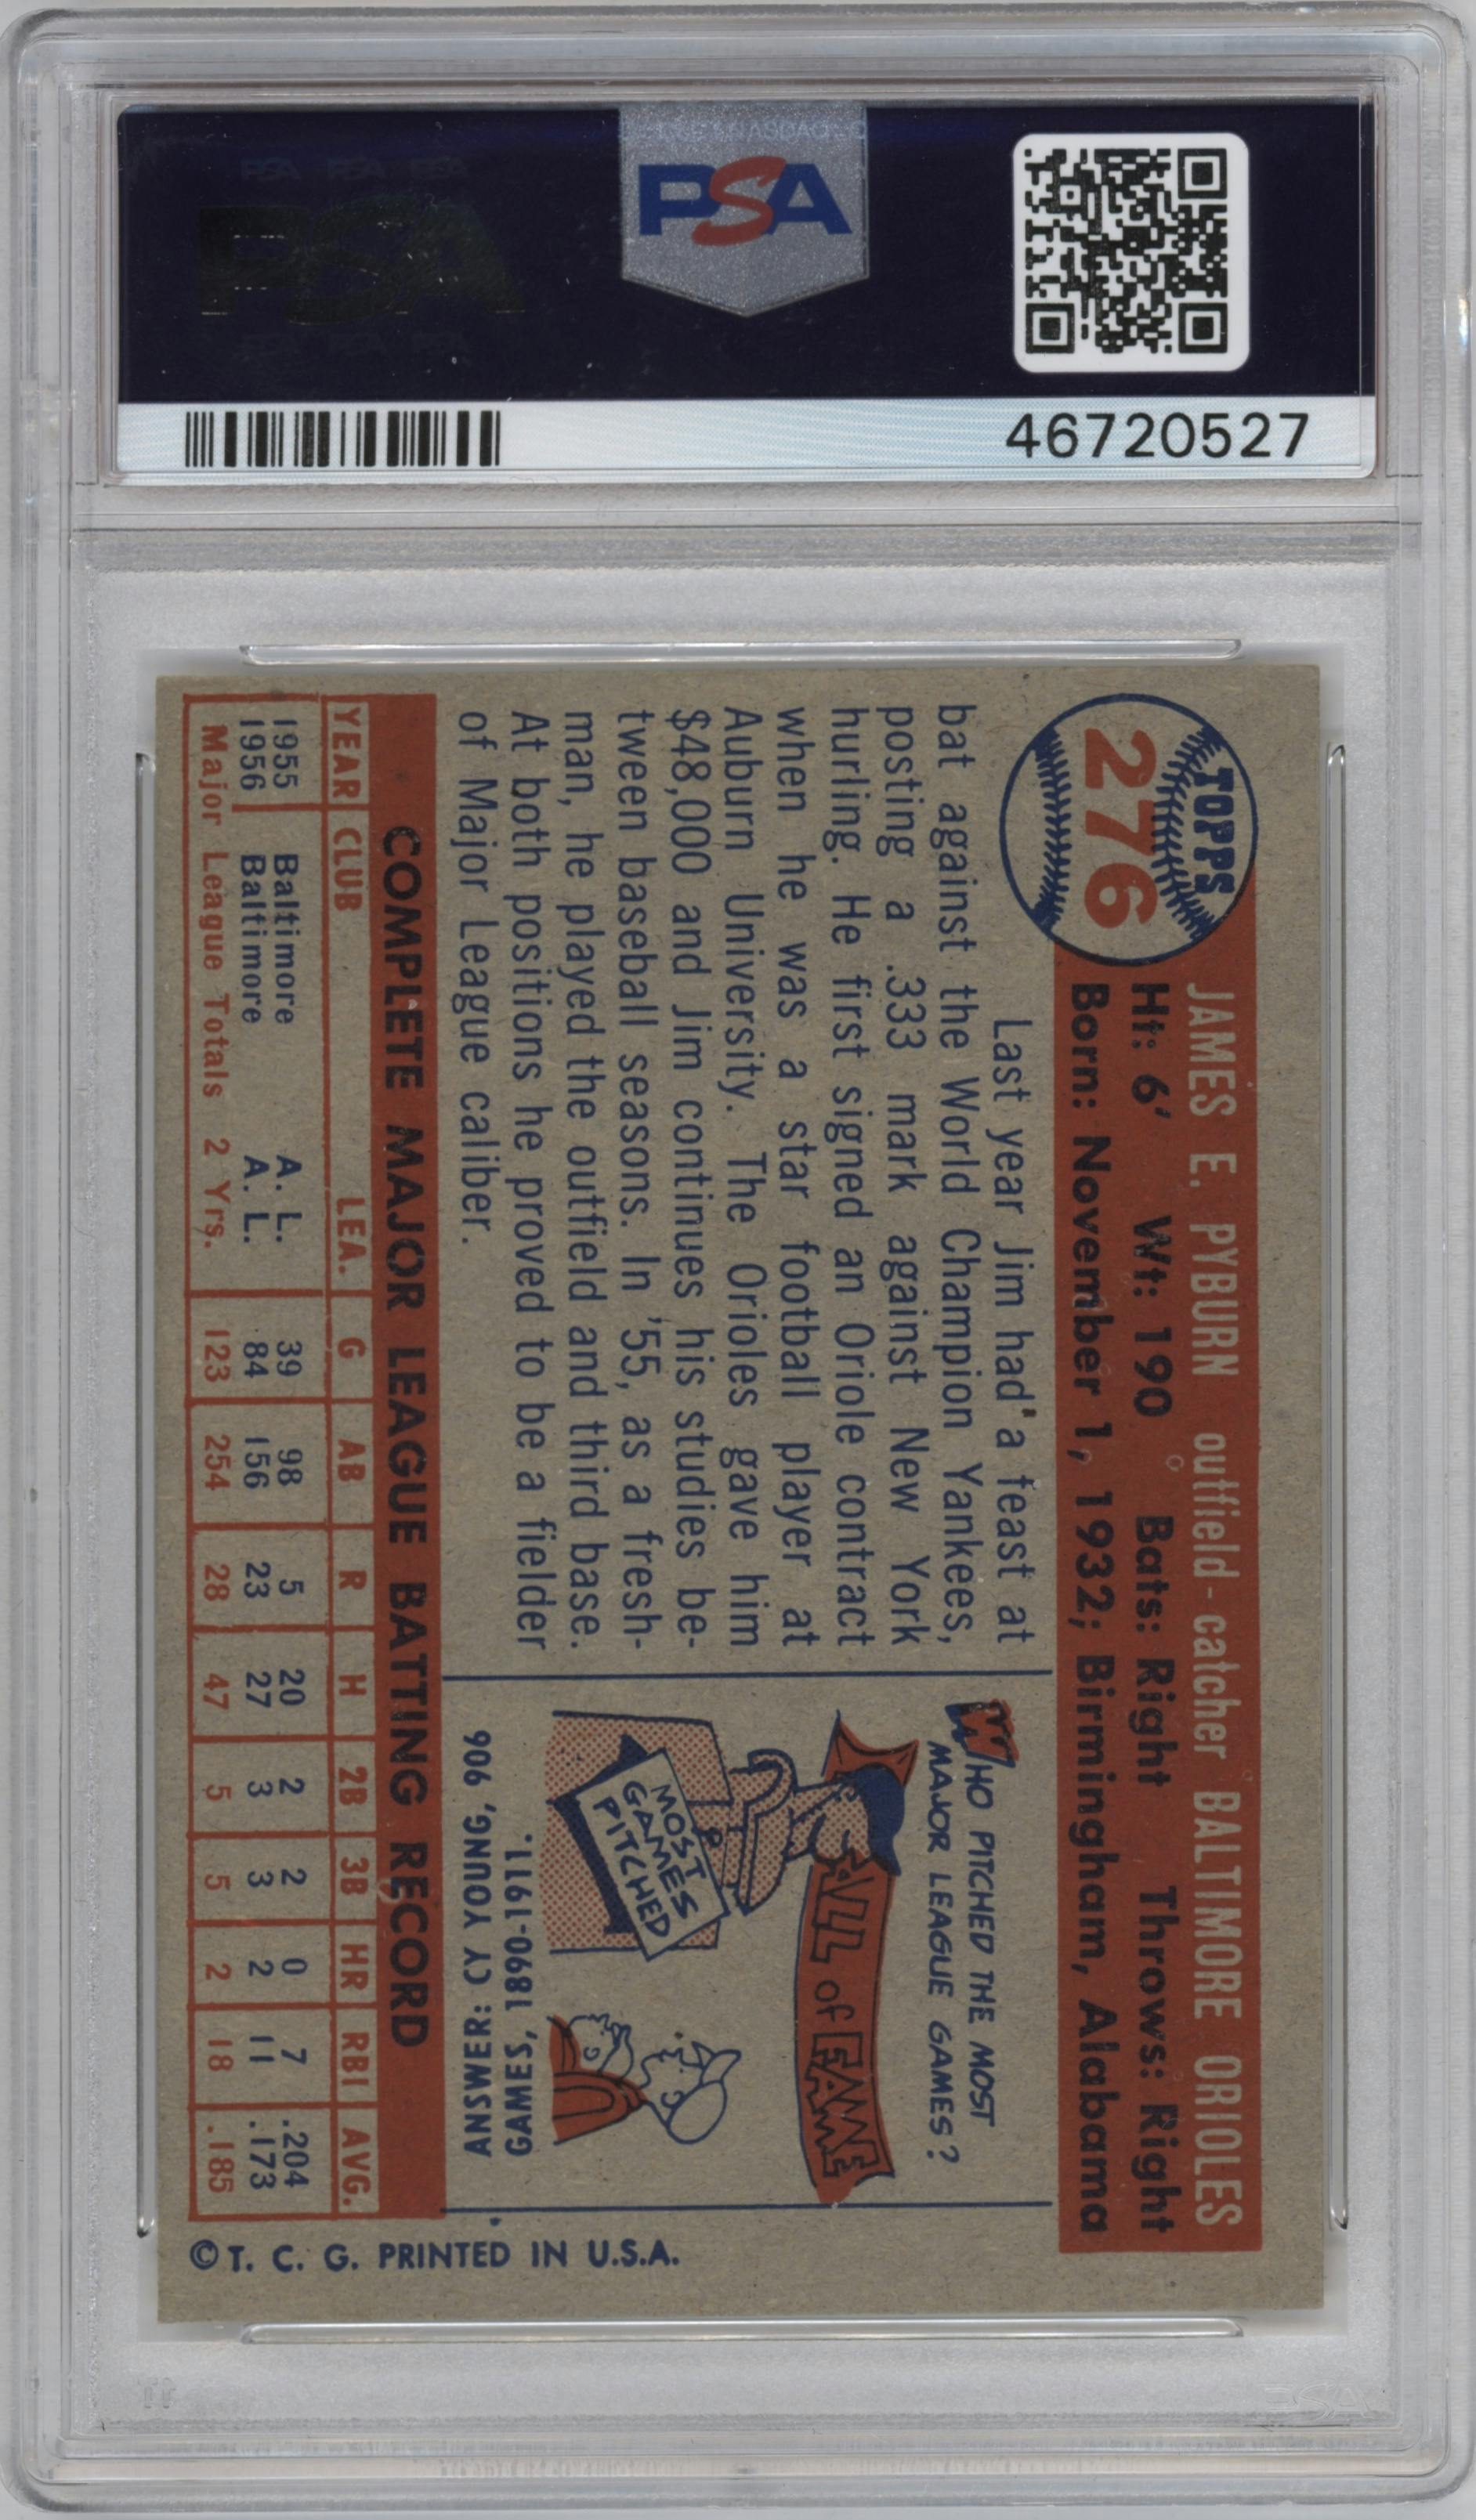 PSA
46720527
TOPPS
276
JAMES E. PYBURN outfield - catcher BALTIMORE ORIOLES
Ht: 6' Wt: 190 Bats: Right Throws: Right
Born: November 1, 1932; Birmingham, Alabama
Last year Jim had a feast at
bat against the World Champion Yankees,
posting a .333 mark against New York
hurling. He first signed an Oriole contract
when he was a star football player at
Auburn University. The Orioles gave him
$48,000 and Jim continues his studies be-
tween baseball seasons. In '55, as a fresh-
man, he played the outfield and third base.
At both positions he proved to be a fielder
of Major League caliber.
WHO PITCHED THE MOST
MAJOR LEAGUE GAMES?
ALL of FAME
MOST
GAMES
PITCHED
ANSWER: CY YOUNG, 906
GAMES, 1890-1911.
COMPLETE MAJOR LEAGUE BATTING RECORD
YEAR CLUB LEA. G AB R H 2B 3B HR RBI AVG.
1955 Baltimore A. L. 39 98 5 20 2 2 0 7 .204
1956 Baltimore A. L. 84 156 23 27 3 3 2 11 .173
Major League Totals 2 Yrs. 123 254 28 47 5 5 2 18 .185
© T. C. G. PRINTED IN U.S.A.